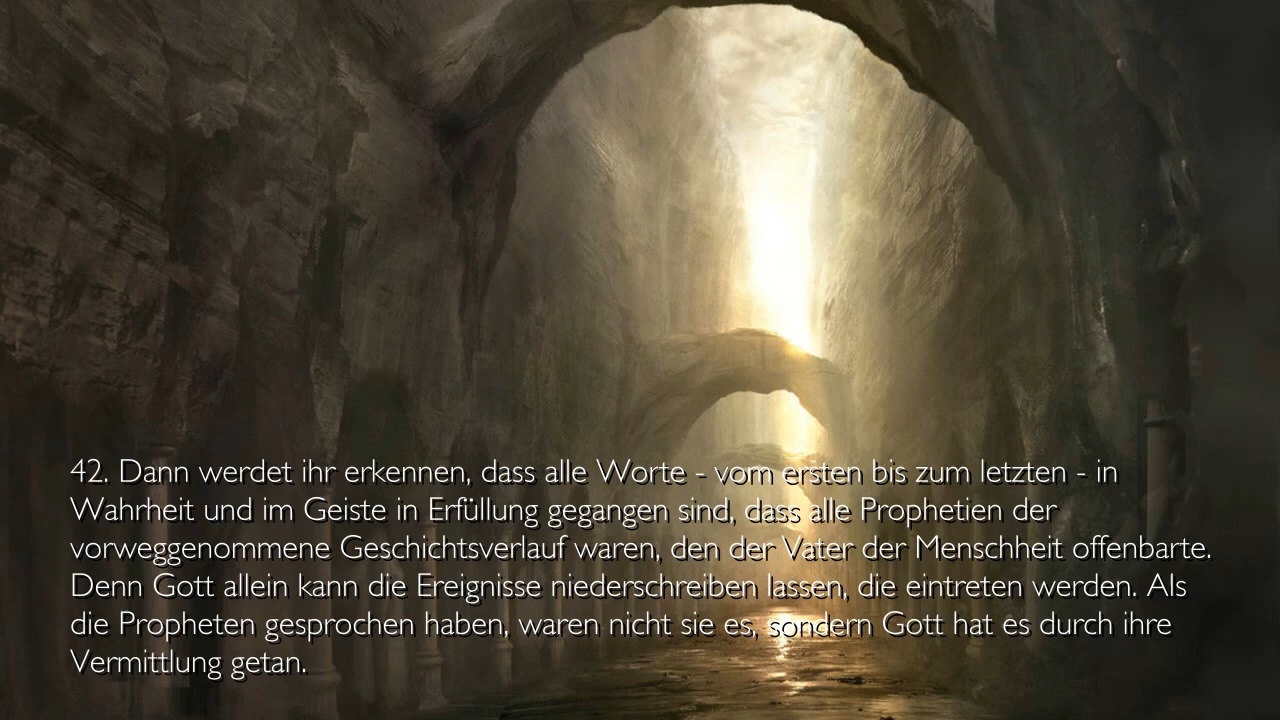 42. Dann werdet ihr erkennen, dass alle Worte - vom ersten bis zum letzten - in
Wahrheit und im Geiste in Erfüllung gegangen sind, dass alle Prophetien der
vorweggenommene Geschichtsverlauf waren, den der Vater der Menschheit offenbarte.
Denn Gott allein kann die Ereignisse niederschreiben lassen, die eintreten werden. Als
die Propheten gesprochen haben, waren nicht sie es, sondern Gott hat es durch ihre
Vermittlung getan.